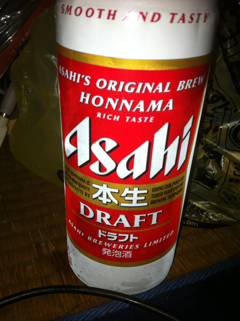 SMOOTH AND TASTY
ASAHI'S ORIGINAL BREW
HONNAMA
RICH TASTE
Asahi
本生
DRAFT
ドラフト
ASAHI BREWERIES LIMITED
発泡酒